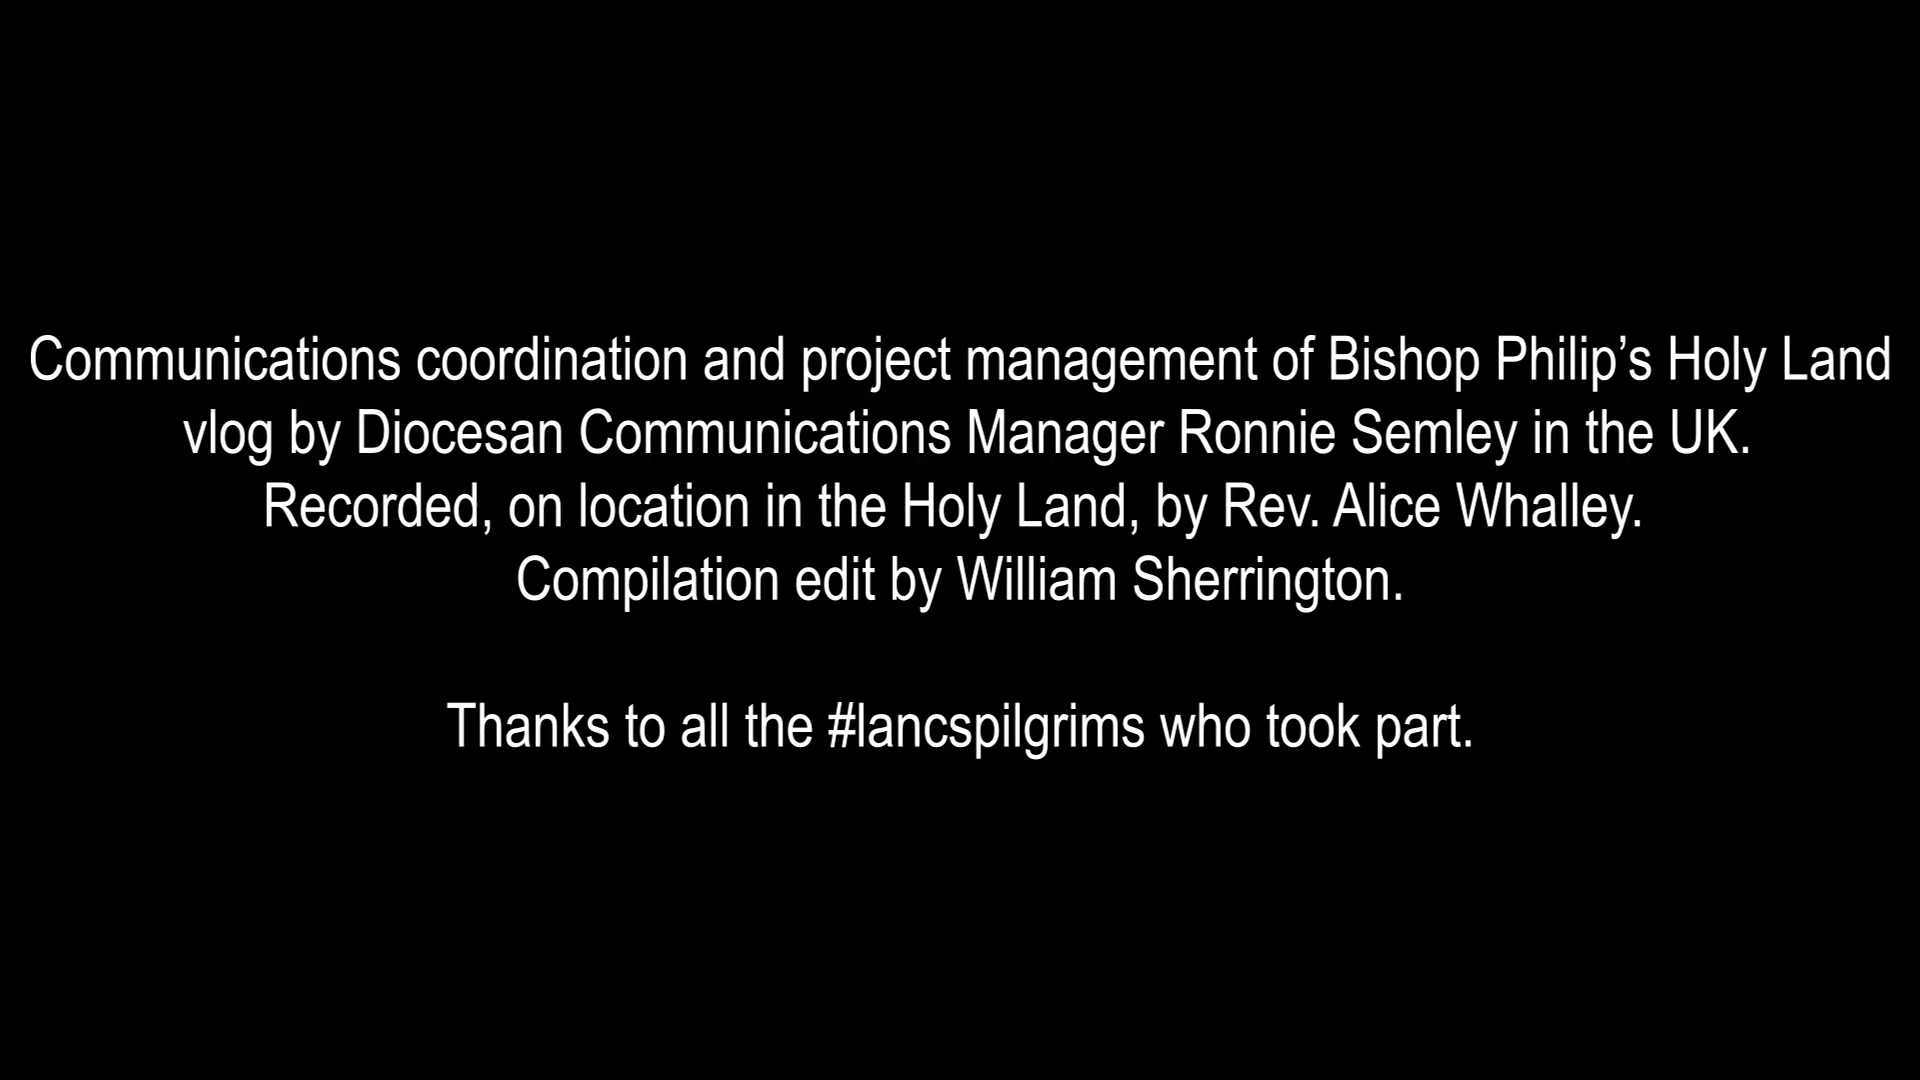 Communications coordination and project management of Bishop Philip’s Holy Land
vlog by Diocesan Communications Manager Ronnie Semley in the UK.
Recorded, on location in the Holy Land, by Rev. Alice Whalley.
Compilation edit by William Sherrington.
Thanks to all the #lancspilgrims who took part.